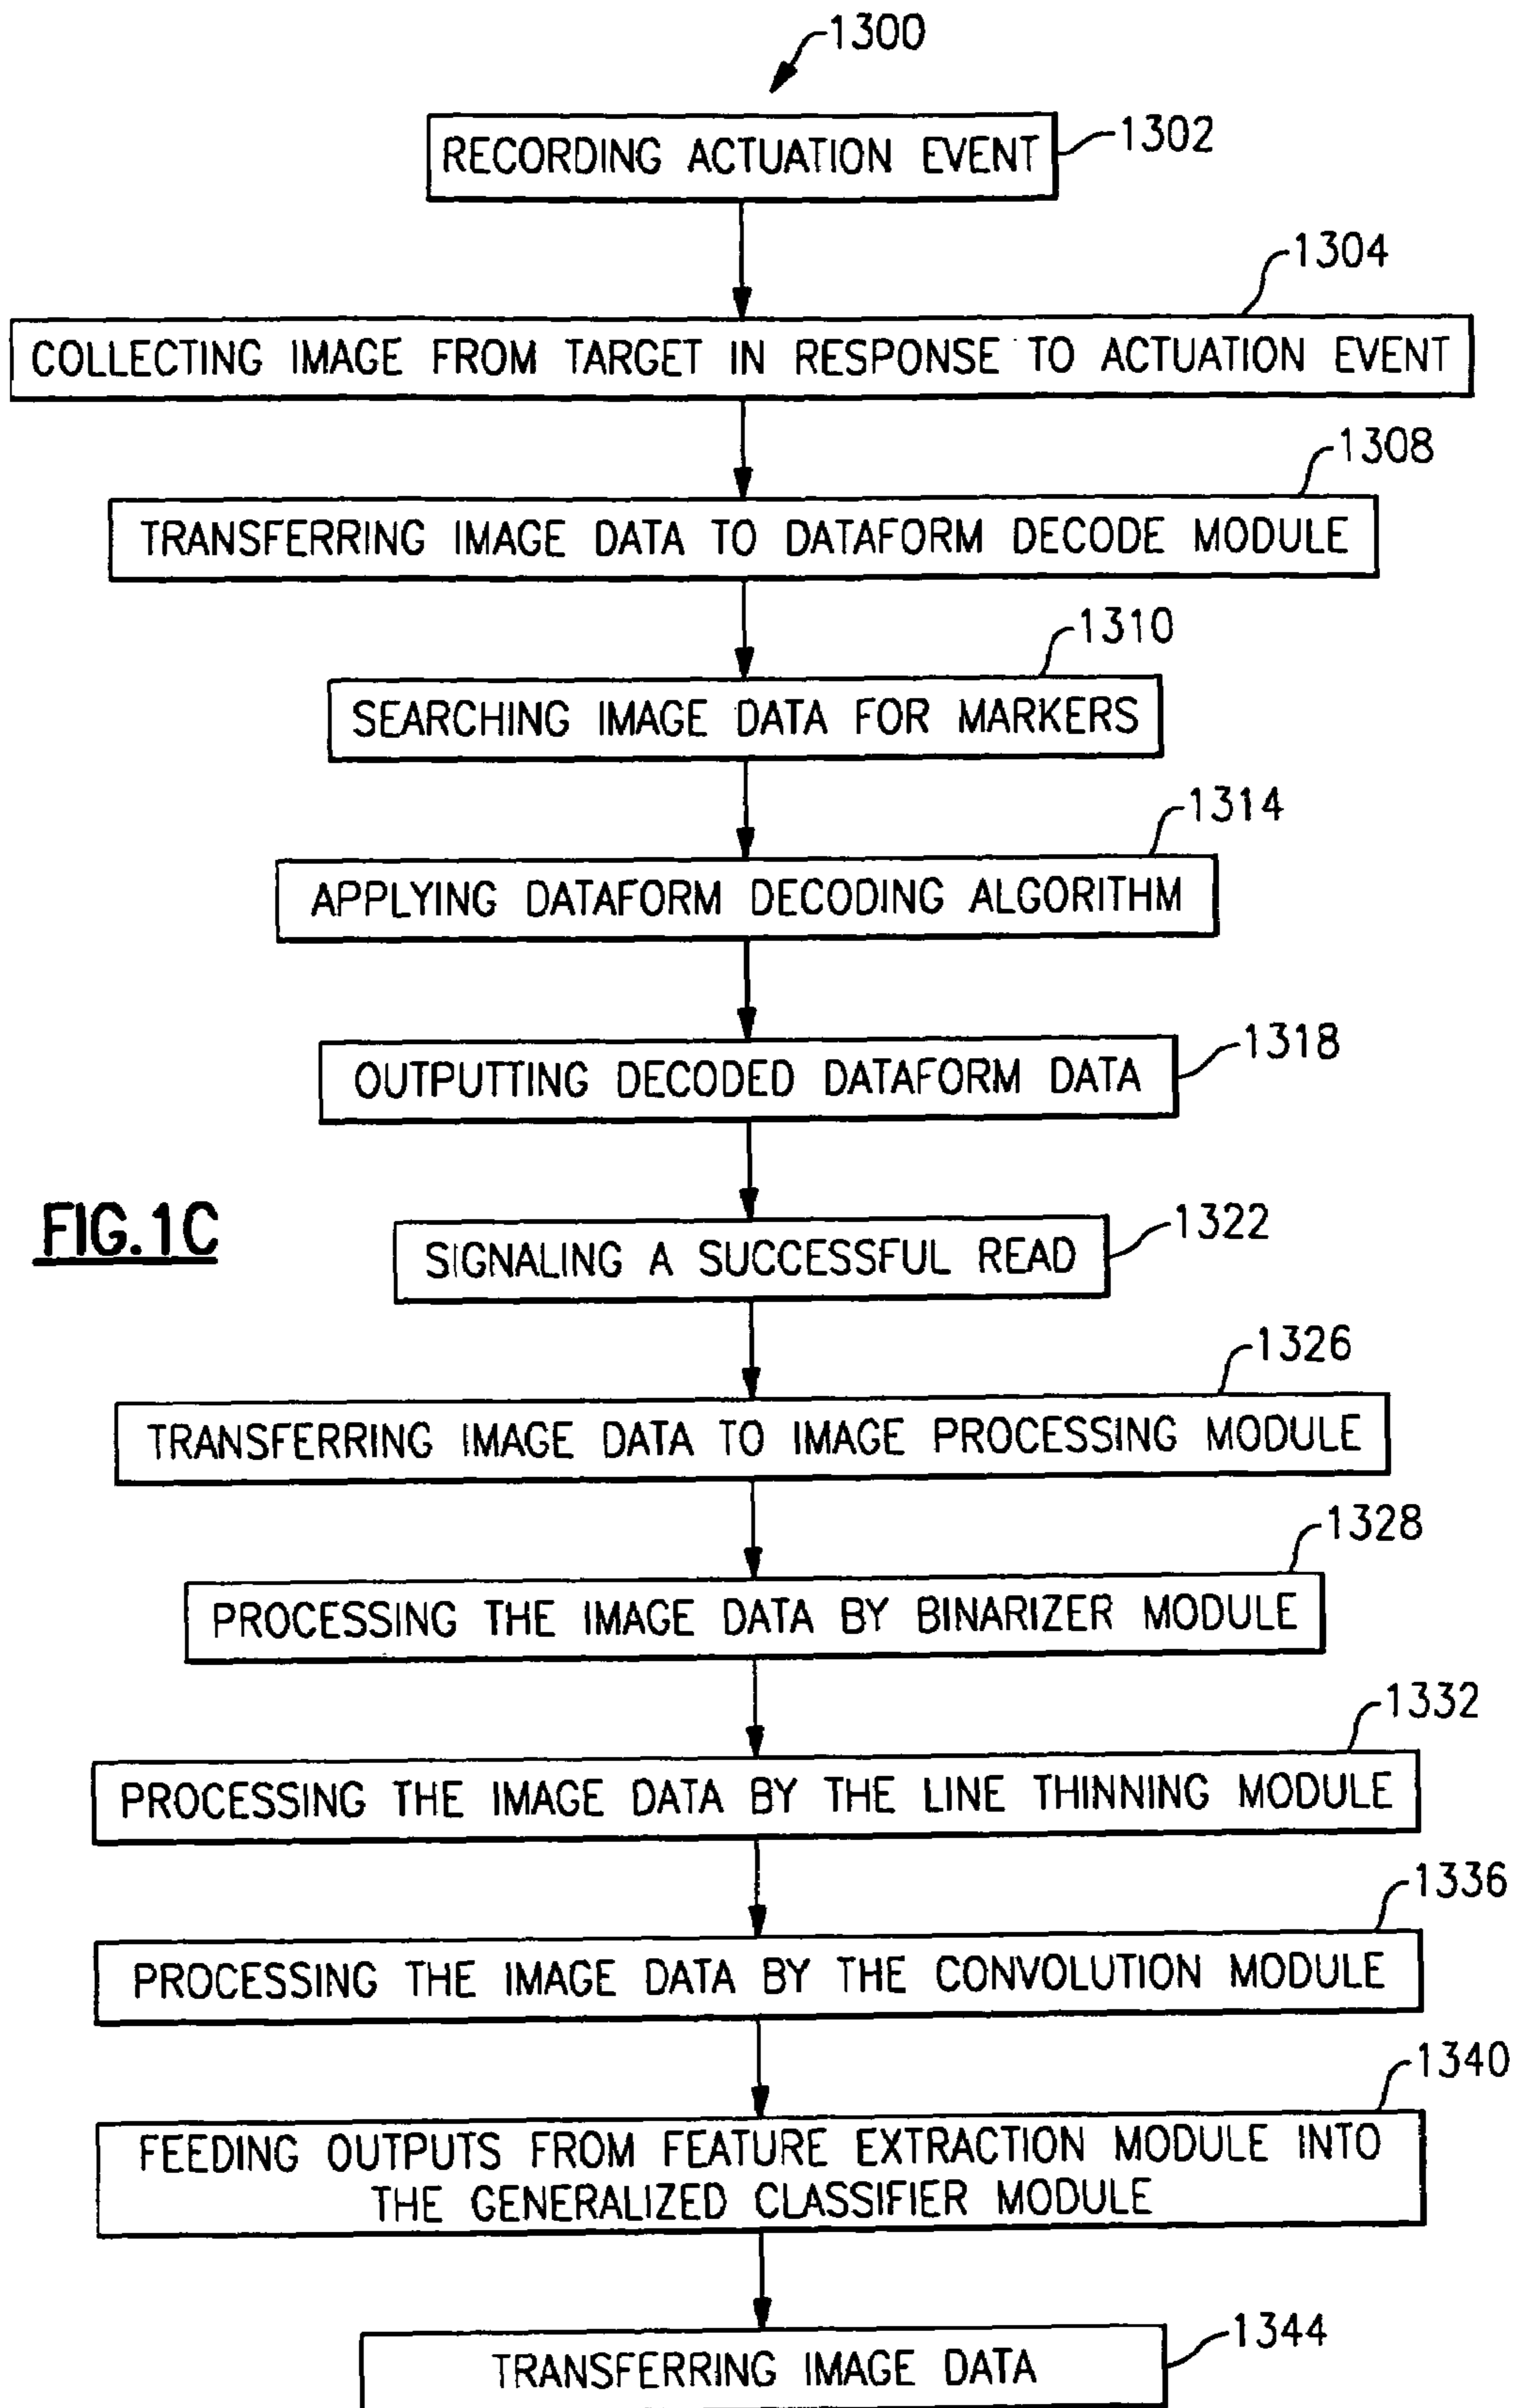 1300
RECORDING ACTUATION EVENT
1302
1304
COLLECTING IMAGE FROM TARGET IN RESPONSE TO ACTUATION EVENT
1308
TRANSFERRING IMAGE DATA TO DATAFORM DECODE MODULE
1310
SEARCHING IMAGE DATA FOR MARKERS
1314
APPLYING DATAFORM DECODING ALGORITHM
1318
OUTPUTTING DECODED DATAFORM DATA
FIG.1C
1322
SIGNALING A SUCCESSFUL READ
1326
TRANSFERRING IMAGE DATA TO IMAGE PROCESSING MODULE
1328
PROCESSING THE IMAGE DATA BY BINARIZER MODULE
1332
PROCESSING THE IMAGE DATA BY THE LINE THINNING MODULE
1336
PROCESSING THE IMAGE DATA BY THE CONVOLUTION MODULE
1340
FEEDING OUTPUTS FROM FEATURE EXTRACTION MODULE INTO
THE GENERALIZED CLASSIFIER MODULE
1344
TRANSFERRING IMAGE DATA